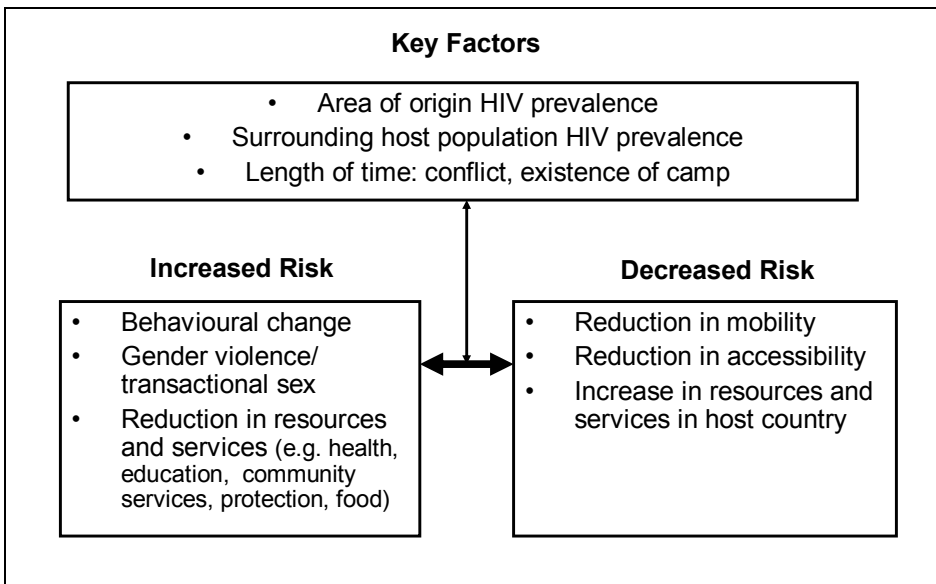 Key Factors
• Area of origin HIV prevalence
• Surrounding host population HIV prevalence
• Length of time: conflict, existence of camp
Increased Risk
• Behavioural change
• Gender violence/
transactional sex
• Reduction in resources
and services (e.g. health,
education, community
services, protection, food)
Decreased Risk
• Reduction in mobility
• Reduction in accessibility
• Increase in resources and
services in host country